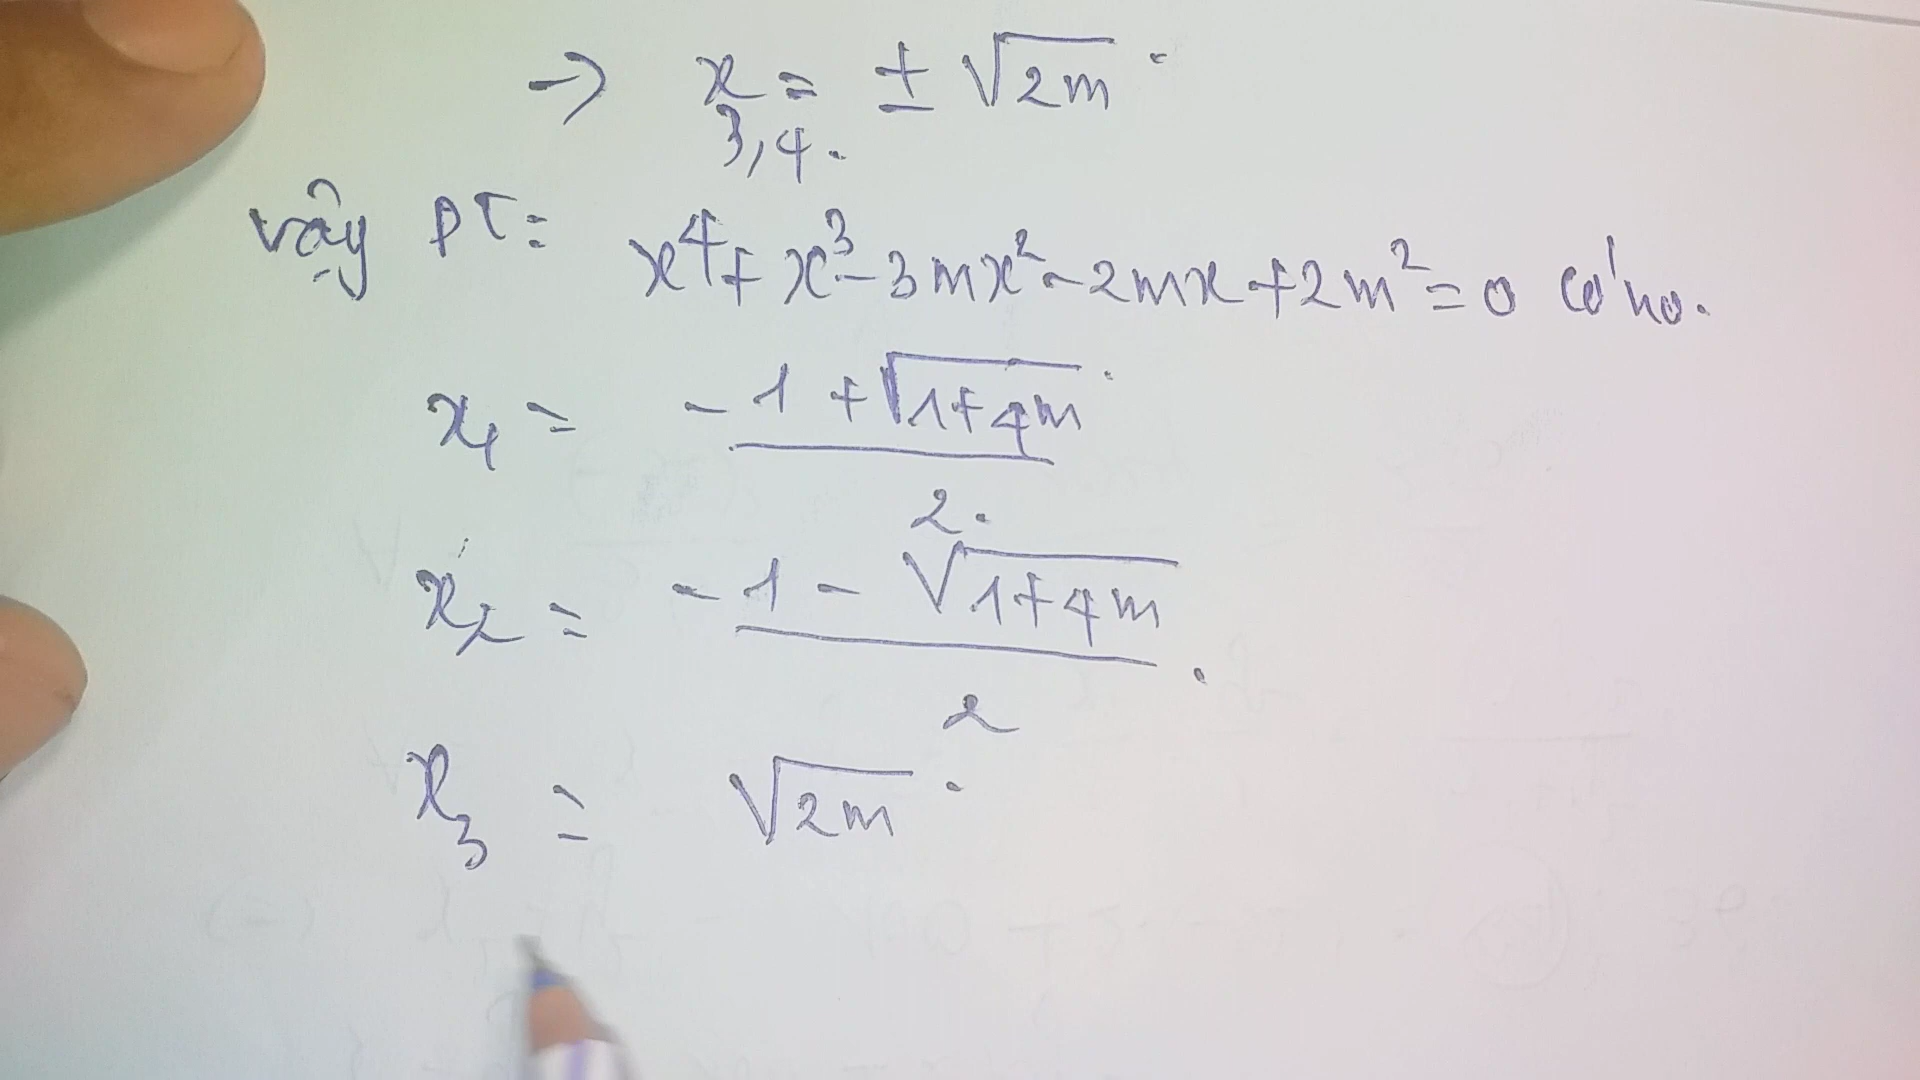 → x₃,₄. = ± √2m.
vậy PT: x⁴ + x³ - 3mx² - 2mx + 2m² = 0 có no.
x₁ = (-1 + √1+4m) / 2.
x₂ = (-1 - √1+4m) / 2.
x₃ = √2m.